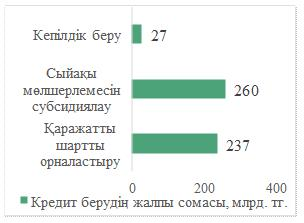 Кепілдік беру
27
Сыйақы
мөлшерлемесін
субсидиялау
260
Қаражатты
шартты
орналастыру
237
0 200 400
Кредит берудің жалпы сомасы, млрд. тг.